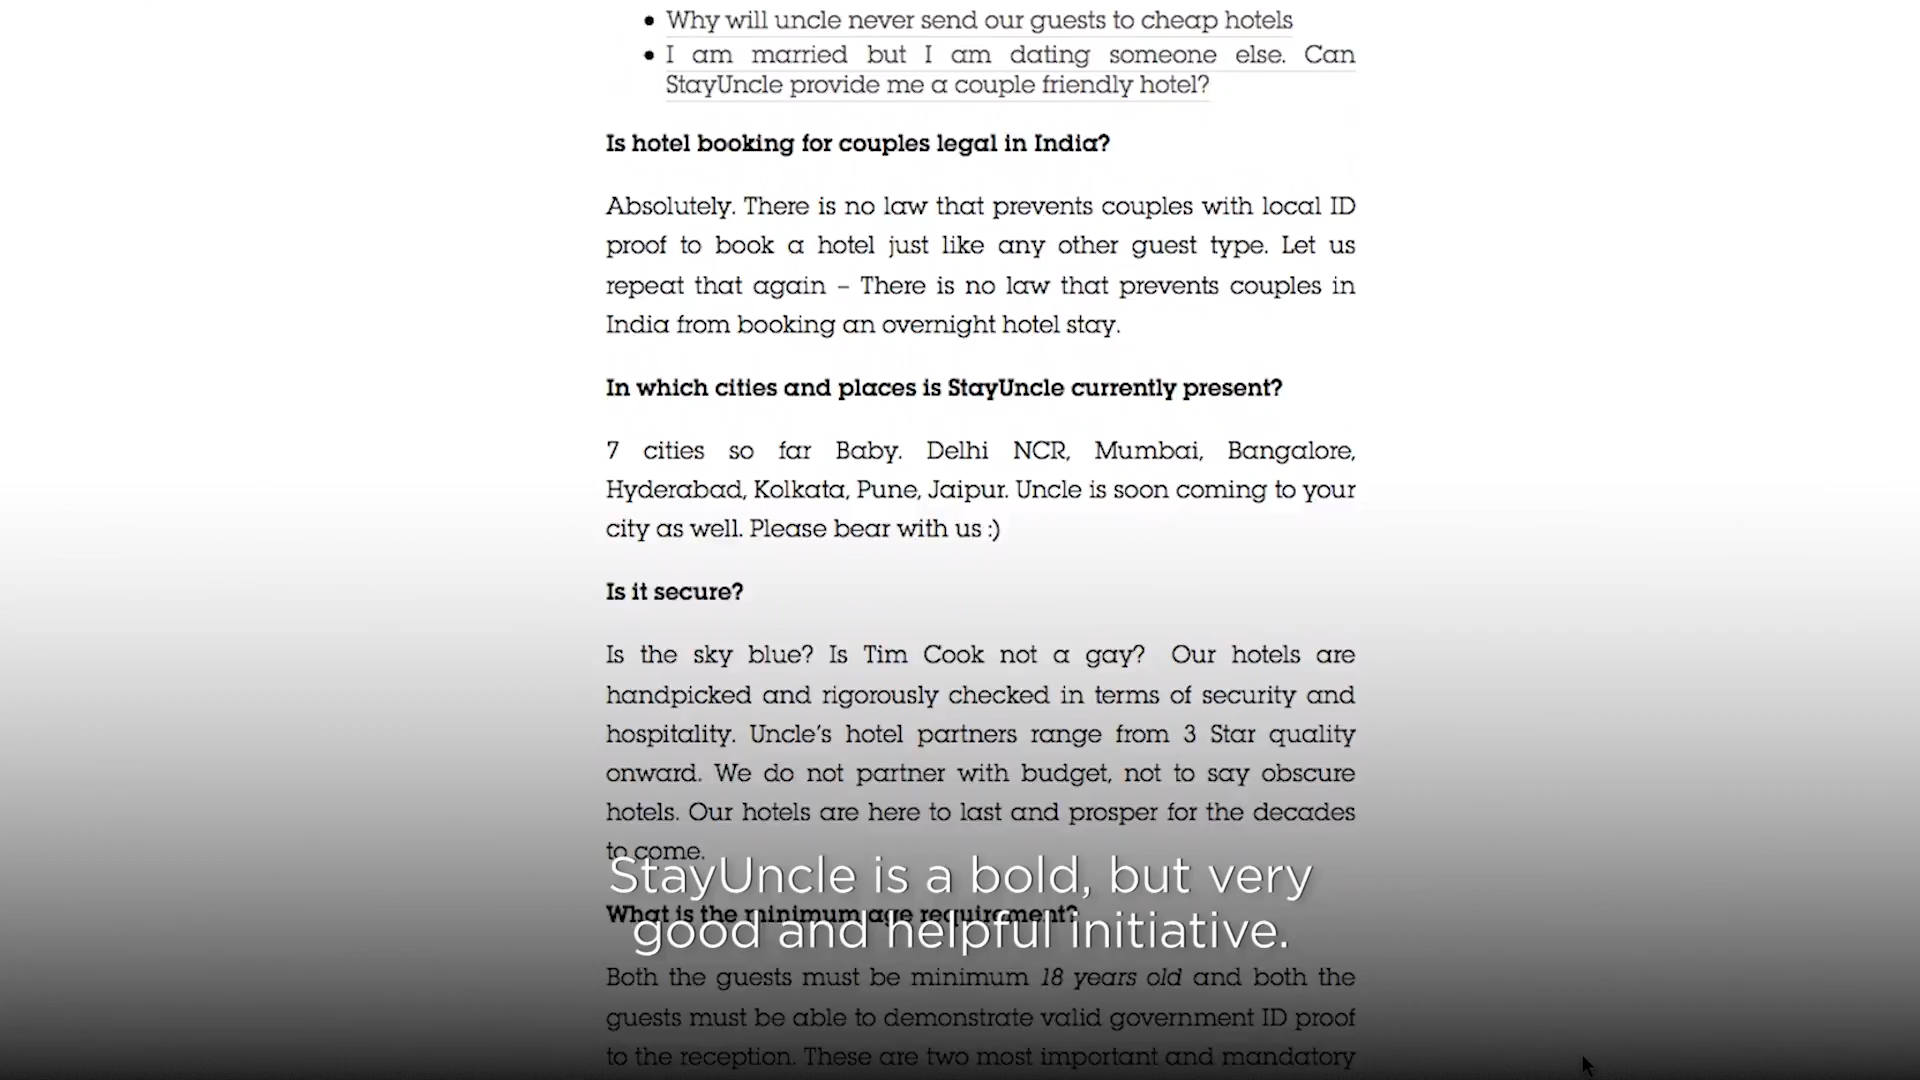 Why will uncle never send our guests to cheap hotels
I am married but I am dating someone else. Can
StayUncle provide me a couple friendly hotel?
Is hotel booking for couples legal in India?
Absolutely. There is no law that prevents couples with local ID
proof to book a hotel just like any other guest type. Let us
repeat that again – There is no law that prevents couples in
India from booking an overnight hotel stay.
In which cities and places is StayUncle currently present?
7 cities so far Baby. Delhi NCR, Mumbai, Bangalore,
Hyderabad, Kolkata, Pune, Jaipur. Uncle is soon coming to your
city as well. Please bear with us :)
Is it secure?
Is the sky blue? Is Tim Cook not a gay? Our hotels are
handpicked and rigorously checked in terms of security and
hospitality. Uncle's hotel partners range from 3 Star quality
onward. We do not partner with budget, not to say obscure
hotels. Our hotels are here to last and prosper for the decades
to come.
StayUncle is a bold, but very
What is the minimum age requirement?
good and helpful initiative.
Both the guests must be minimum 18 years old and both the
guests must be able to demonstrate valid government ID proof
to the reception. These are two most important and mandatory